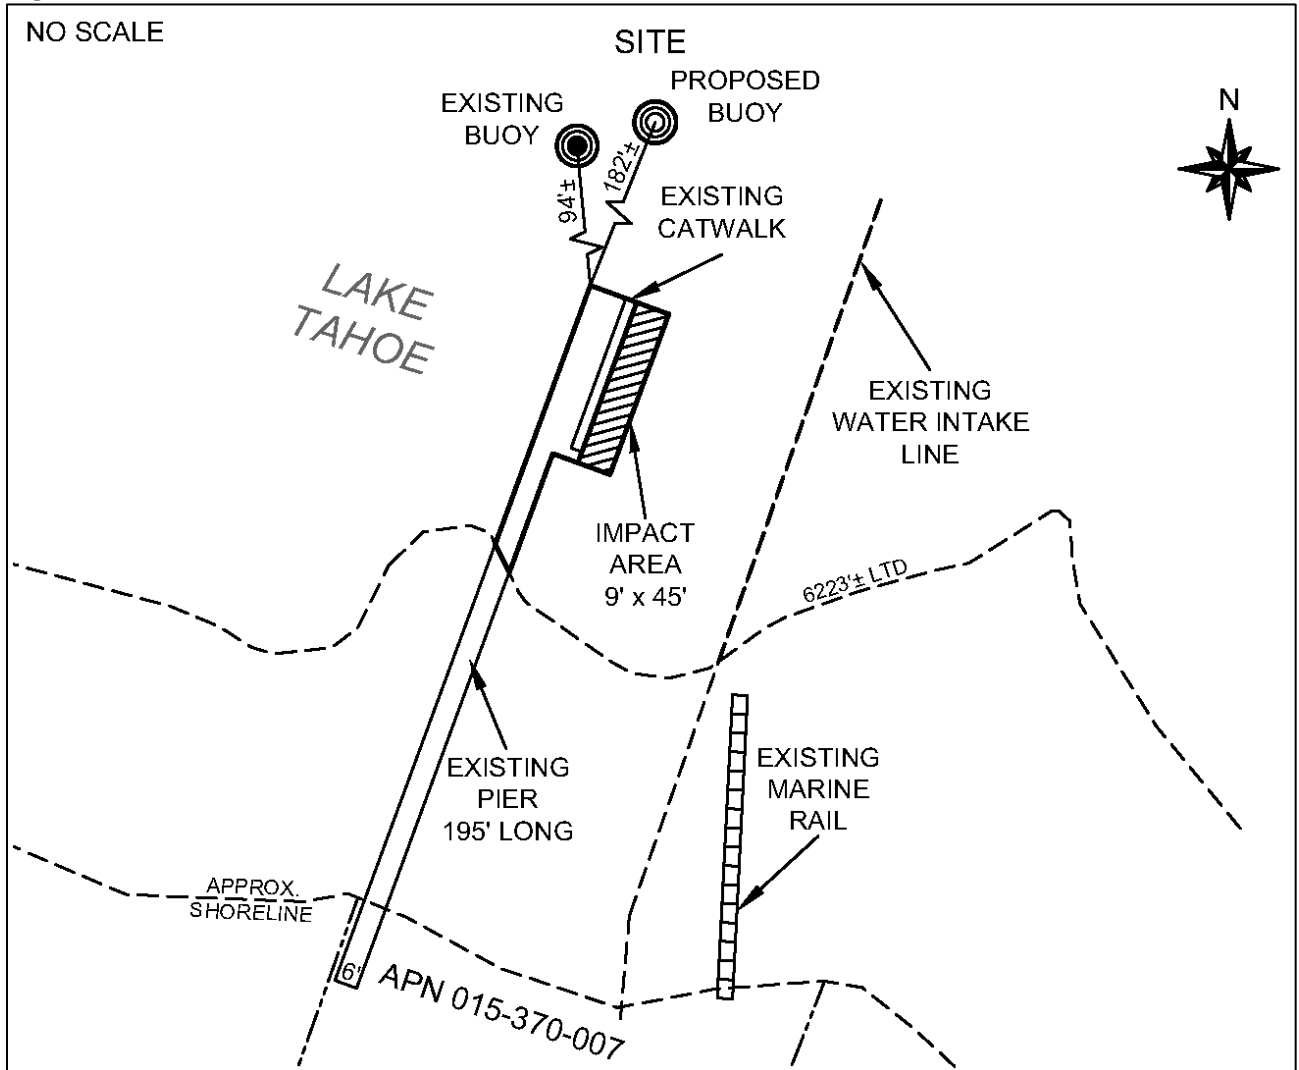 NO SCALE
SITE
N
EXISTING
BUOY
PROPOSED
BUOY
94'±
182'±
EXISTING
CATWALK
LAKE
TAHOE
EXISTING
WATER INTAKE
LINE
IMPACT
AREA
9' x 45'
6223'± LTD
EXISTING
PIER
195' LONG
EXISTING
MARINE
RAIL
APPROX.
SHORELINE
6'
APN 015-370-007